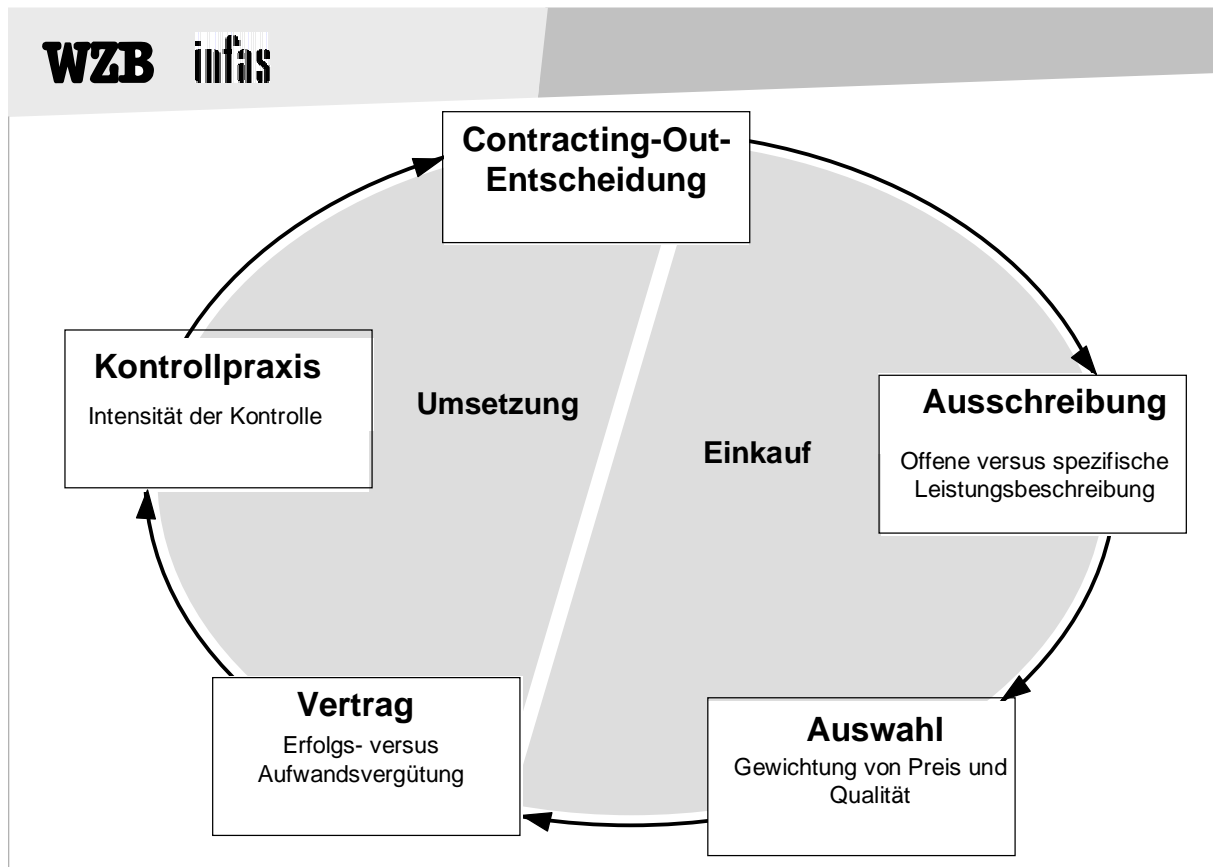 WZB infas
Contracting-Out-
Entscheidung
Kontrollpraxis
Intensität der Kontrolle
Umsetzung
Einkauf
Ausschreibung
Offene versus spezifische
Leistungsbeschreibung
Vertrag
Erfolgs- versus
Aufwandsvergütung
Auswahl
Gewichtung von Preis und
Qualität